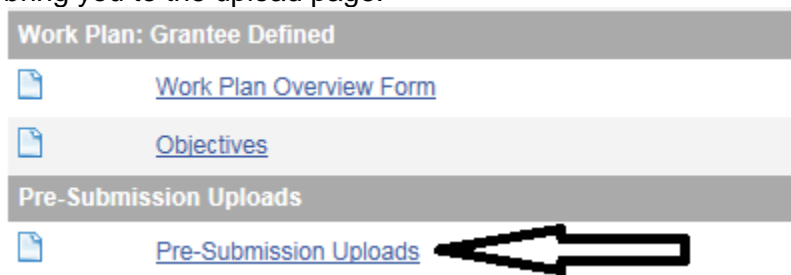 bring you to the upload page.
Work Plan: Grantee Defined
Work Plan Overview Form
Objectives
Pre-Submission Uploads
Pre-Submission Uploads